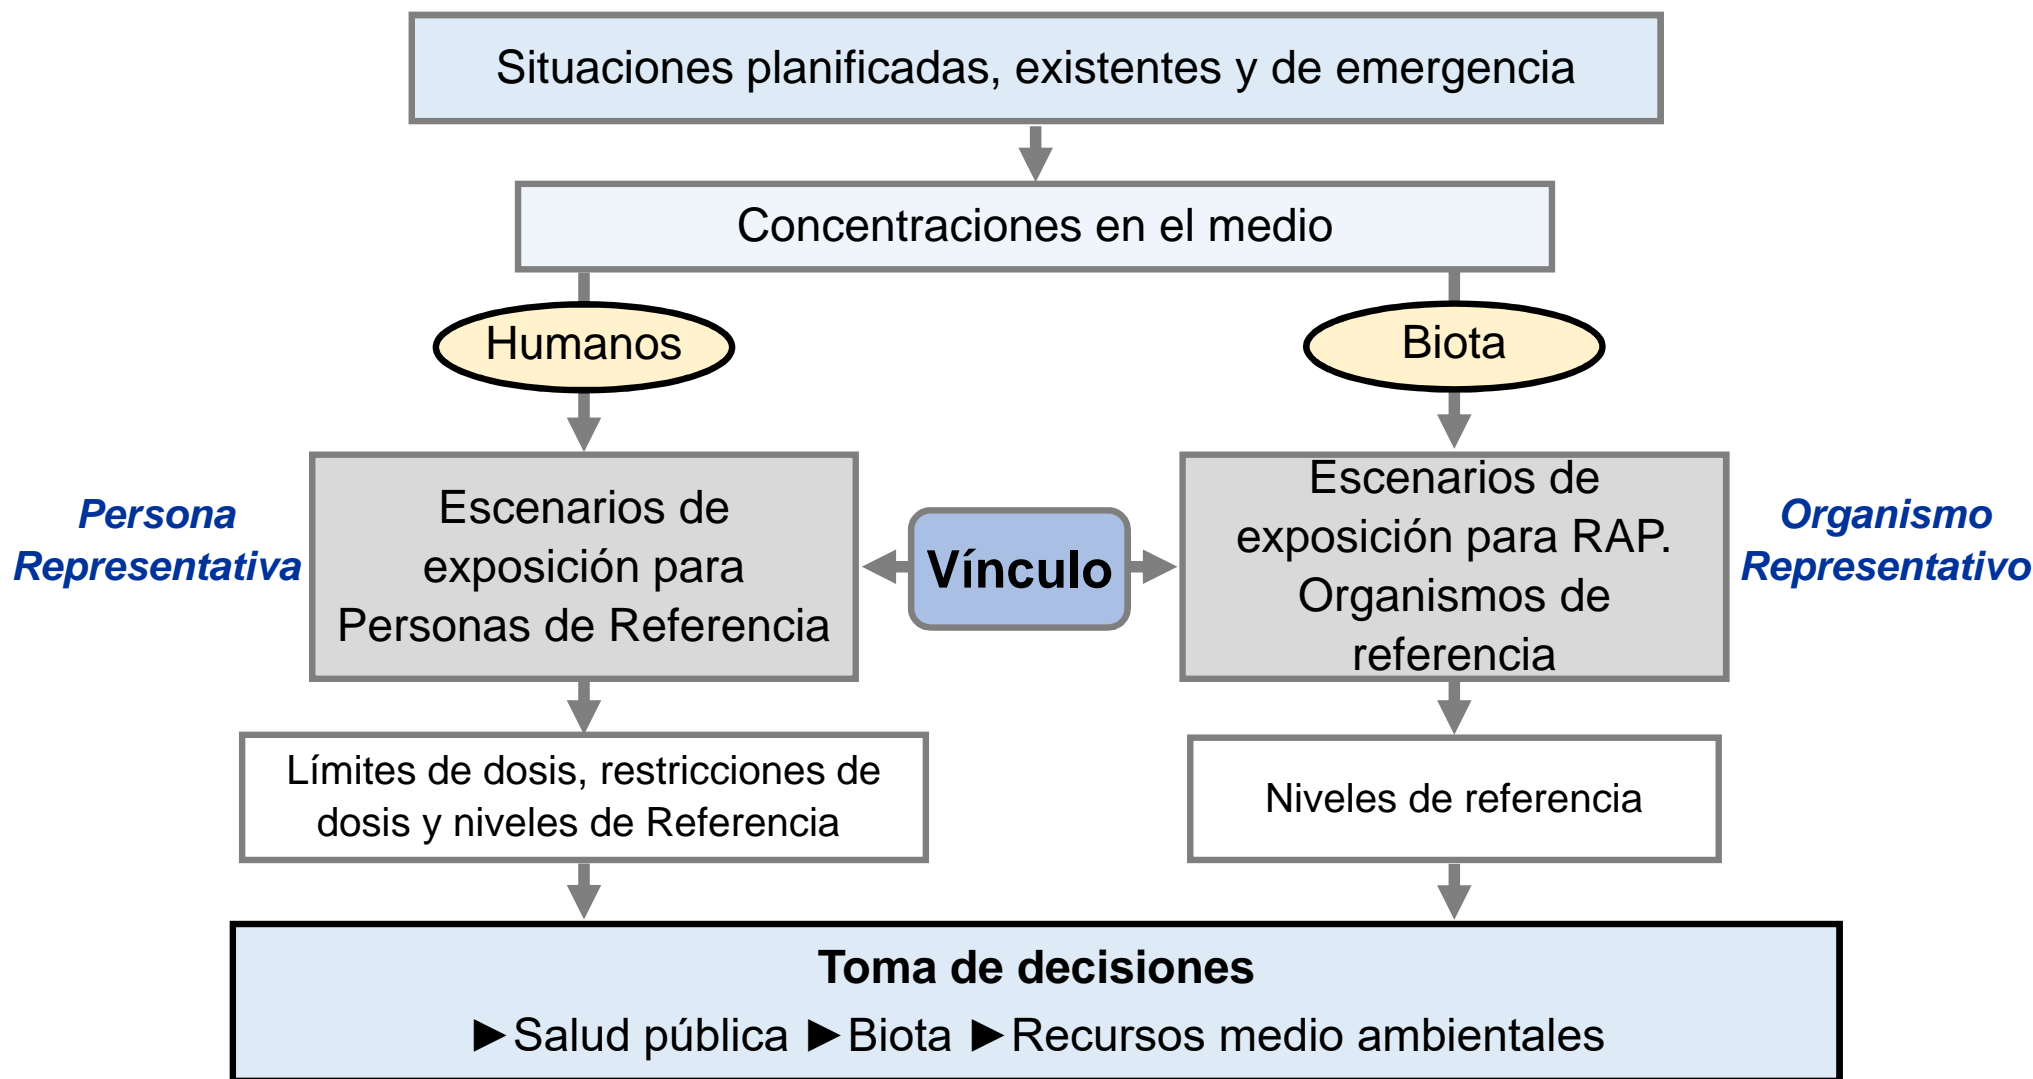 Situaciones planificadas, existentes y de emergencia
Concentraciones en el medio
Humanos
Biota
Persona
Representativa
Escenarios de
exposición para
Personas de Referencia
Vínculo
Escenarios de
exposición para RAP.
Organismos de
referencia
Organismo
Representativo
Límites de dosis, restricciones de
dosis y niveles de Referencia
Niveles de referencia
Toma de decisiones
►Salud pública ►Biota ►Recursos medio ambientales